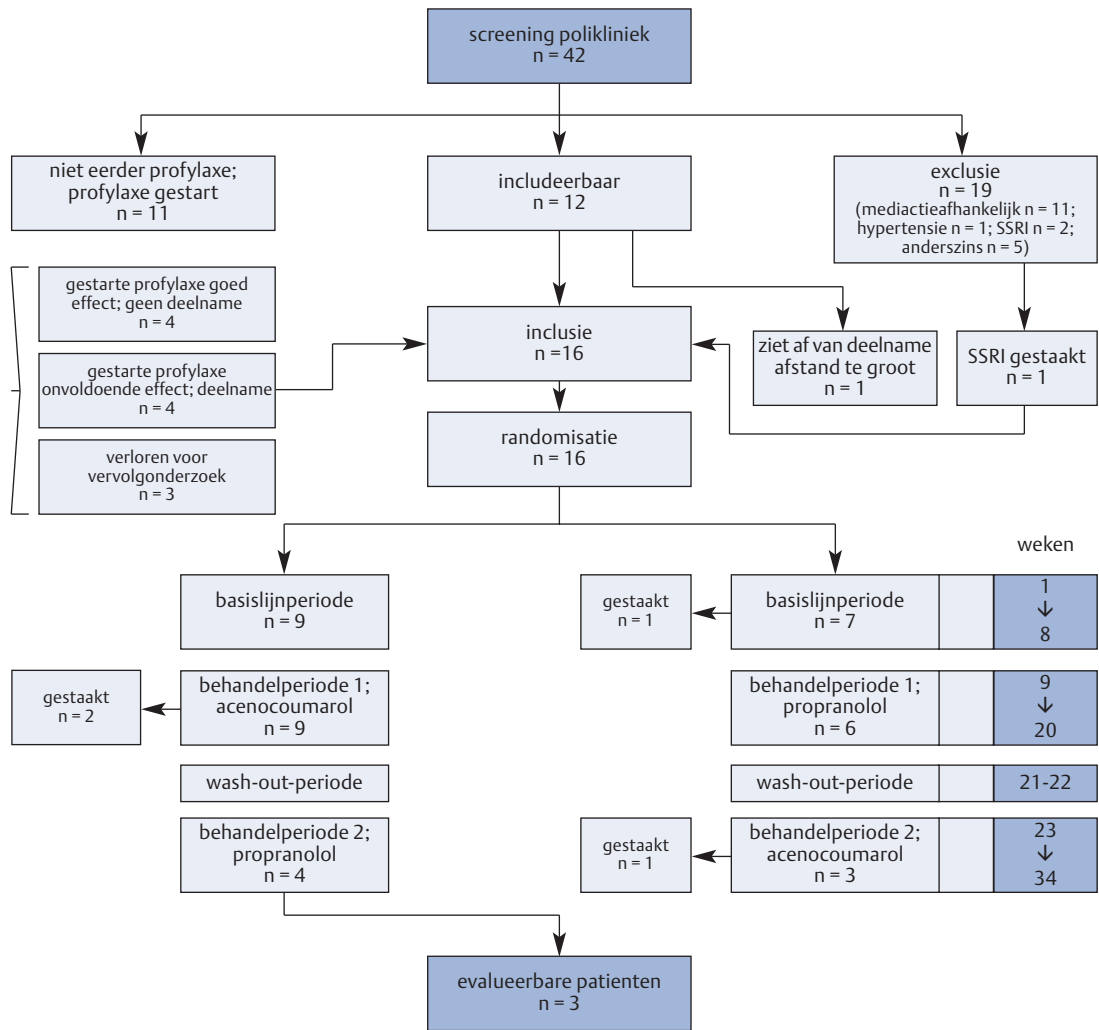 screening polikliniek
n = 42
niet eerder profylaxe;
profylaxe gestart
n = 11
includeerbaar
n = 12
exclusie
n = 19
(mediactieafhankelijk n = 11;
hypertensie n = 1; SSRI n = 2;
anderszins n = 5)
gestarte profylaxe goed
effect; geen deelname
n = 4
gestarte profylaxe
onvoldoende effect; deelname
n = 4
verloren voor
vervolgonderzoek
n = 3
inclusie
n =16
ziet af van deelname
afstand te groot
n = 1
SSRI gestaakt
n = 1
randomisatie
n = 16
weken
basislijnperiode
n = 9
gestaakt
n = 1
basislijnperiode
n = 7
1
↓
8
gestaakt
n = 2
behandelperiode 1;
acenocoumarol
n = 9
behandelperiode 1;
propranolol
n = 6
9
↓
20
wash-out-periode
wash-out-periode
21-22
behandelperiode 2;
propranolol
n = 4
gestaakt
n = 1
behandelperiode 2;
acenocoumarol
n = 3
23
↓
34
evalueerbare patienten
n = 3